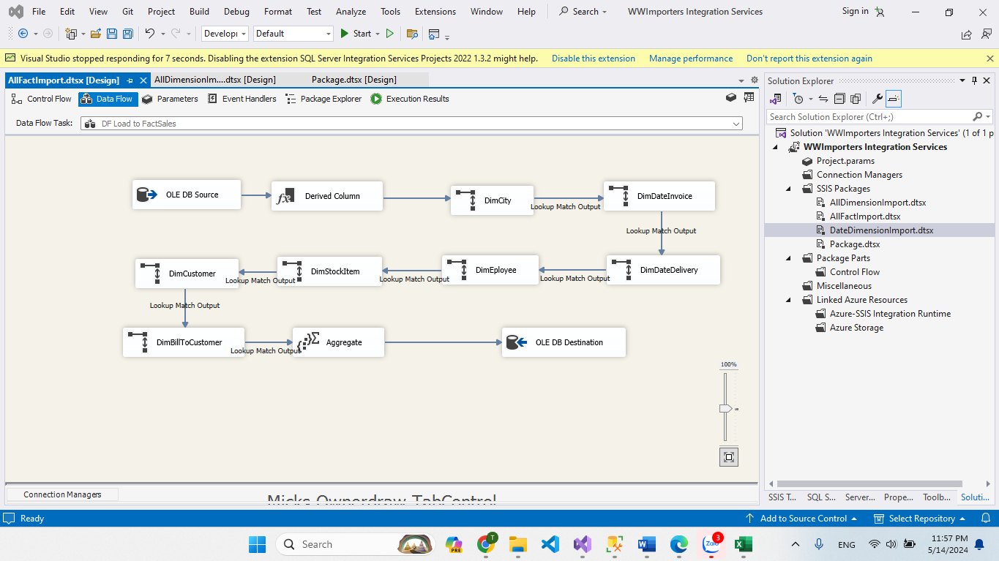 File Edit View Git Project Build Debug Format Test Analyze Tools Extensions Window Help Search WWImporters Integration Services Sign in
Developi Default Start
Visual Studio stopped responding for 7 seconds. Disabling the extension SQL Server Integration Services Projects 2022 1.3.2 might help. Disable this extension Manage performance Don't report this extension again
AllFactImport.dtsx [Design] AllDimensionIm....dtsx [Design] Package.dtsx [Design]
Control Flow Data Flow Parameters Event Handlers Package Explorer Execution Results
Data Flow Task: DF Load to FactSales
OLE DB Source Derived Column DimCity DimDateInvoice
Lookup Match Output
Lookup Match Output
DimCustomer DimStockItem DimEployee DimDateDelivery
Lookup Match Output Lookup Match Output Lookup Match Output
Lookup Match Output
DimBillToCustomer Aggregate OLE DB Destination
Lookup Match Output
100%
Connection Managers
Micks Ownerdraw TabControl
Solution Explorer
Search Solution Explorer (Ctrl+;)
Solution 'WWImporters Integration Services' (1 of 1 p
WWImporters Integration Services
Project.params
Connection Managers
SSIS Packages
AllDimensionImport.dtsx
AllFactImport.dtsx
DateDimensionImport.dtsx
Package.dtsx
Package Parts
Control Flow
Miscellaneous
Linked Azure Resources
Azure-SSIS Integration Runtime
Azure Storage
SSIS T... SQL S... Server... Prope... Toolb... Soluti...
Ready Add to Source Control Select Repository
Search PRE T Zalo 3 ENG 11:57 PM
5/14/2024